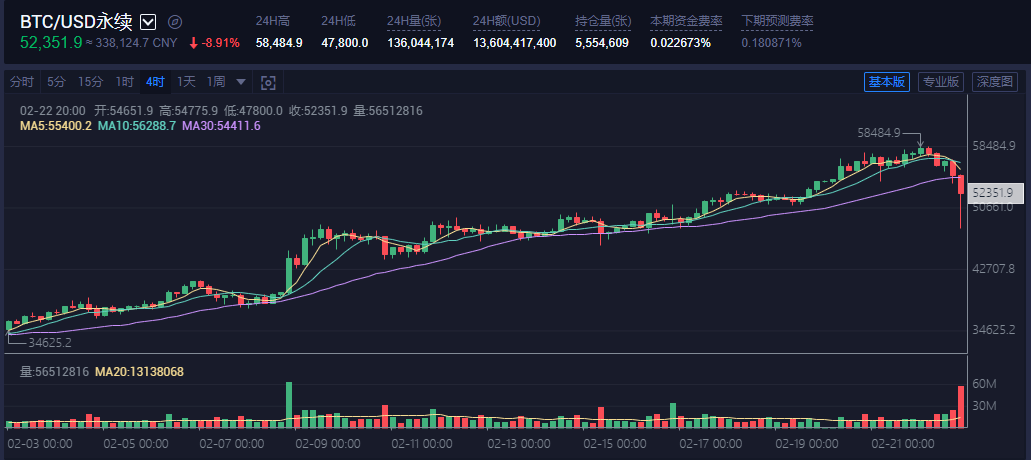 BTC/USD永续 24H高 24H低 24H量(张) 24H额(USD) 持仓量(张) 本期资金费率 下期预测费率
52,351.9 ≈ 338,124.7 CNY -8.91% 58,484.9 47,800.0 136,044,174 13,604,417,400 5,554,609 0.022673% 0.180871%
分时 5分 15分 1时 4时 1天 1周 基本版 专业版 深度图
02-22 20:00 开:54651.9 高:54775.9 低:47800.0 收:52351.9 量:56512816
MA5:55400.2 MA10:56288.7 MA30:54411.6
58484.9
58484.9
52351.9
42707.8
34625.2
34625.2
量:56512816 MA20:13138068
60M
30M
02-03 00:00 02-05 00:00 02-07 00:00 02-09 00:00 02-11 00:00 02-13 00:00 02-15 00:00 02-17 00:00 02-19 00:00 02-21 00:00